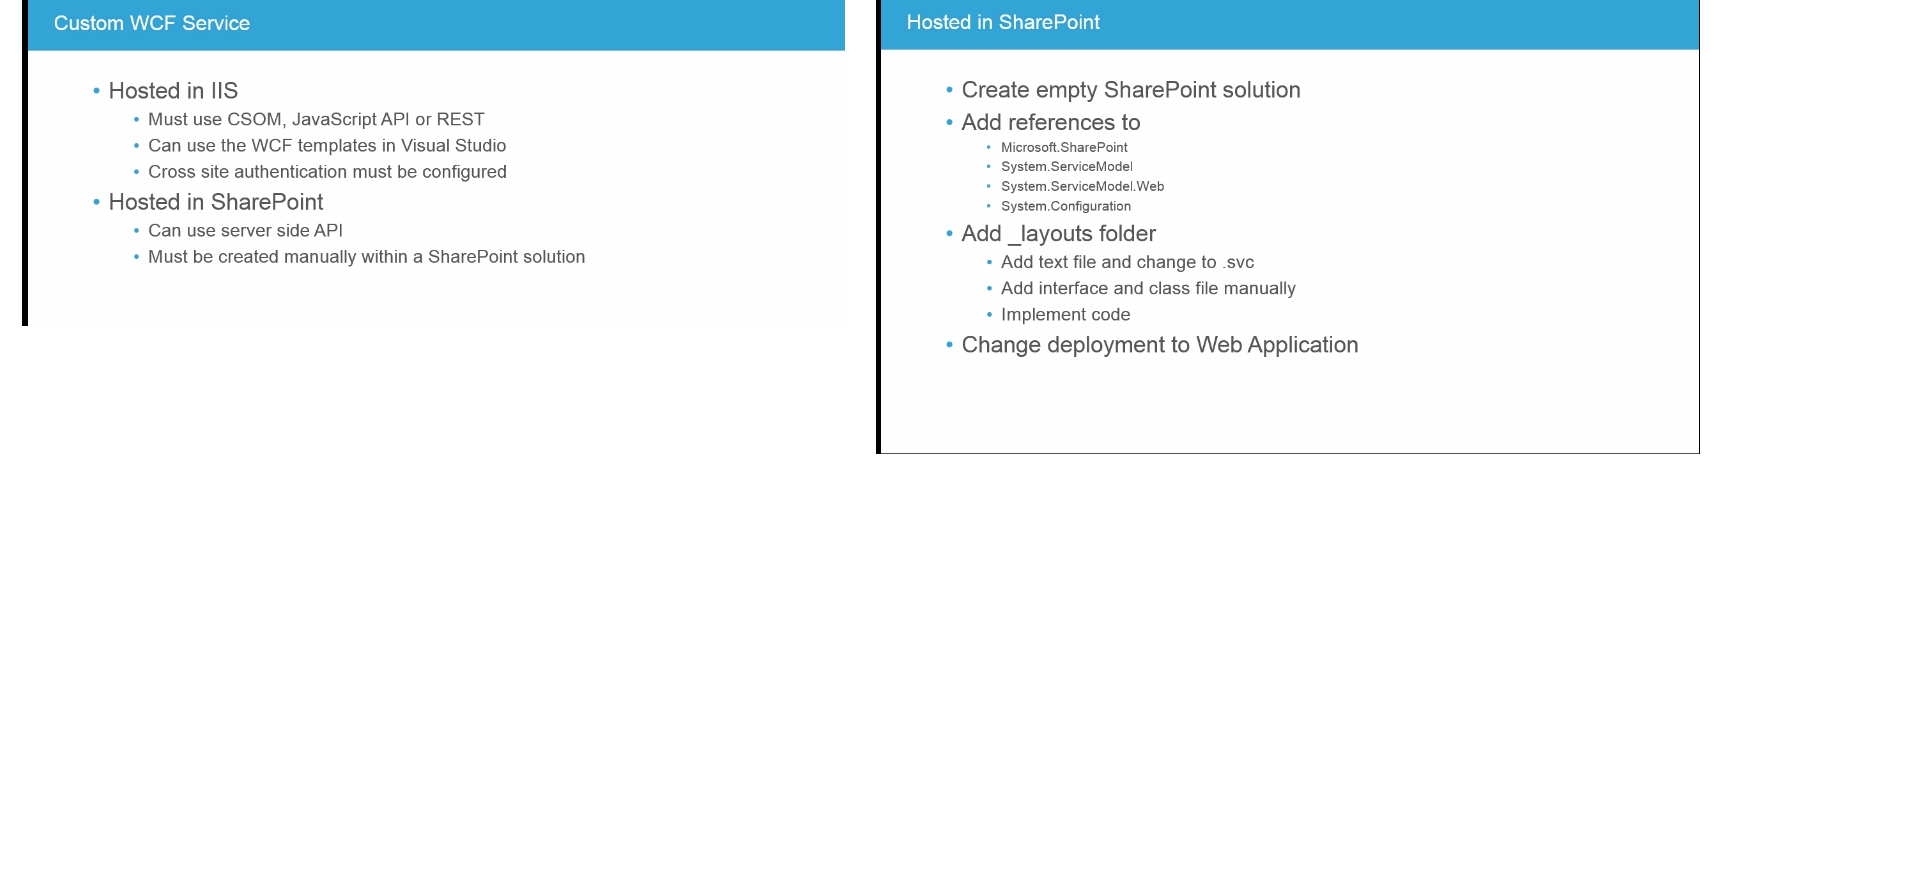 Custom WCF Service
• Hosted in IIS
• Must use CSOM, JavaScript API or REST
• Can use the WCF templates in Visual Studio
• Cross site authentication must be configured
• Hosted in SharePoint
• Can use server side API
• Must be created manually within a SharePoint solution
Hosted in SharePoint
• Create empty SharePoint solution
• Add references to
• Microsoft.SharePoint
• System.ServiceModel
• System.ServiceModel.Web
• System.Configuration
• Add _layouts folder
• Add text file and change to .svc
• Add interface and class file manually
• Implement code
• Change deployment to Web Application